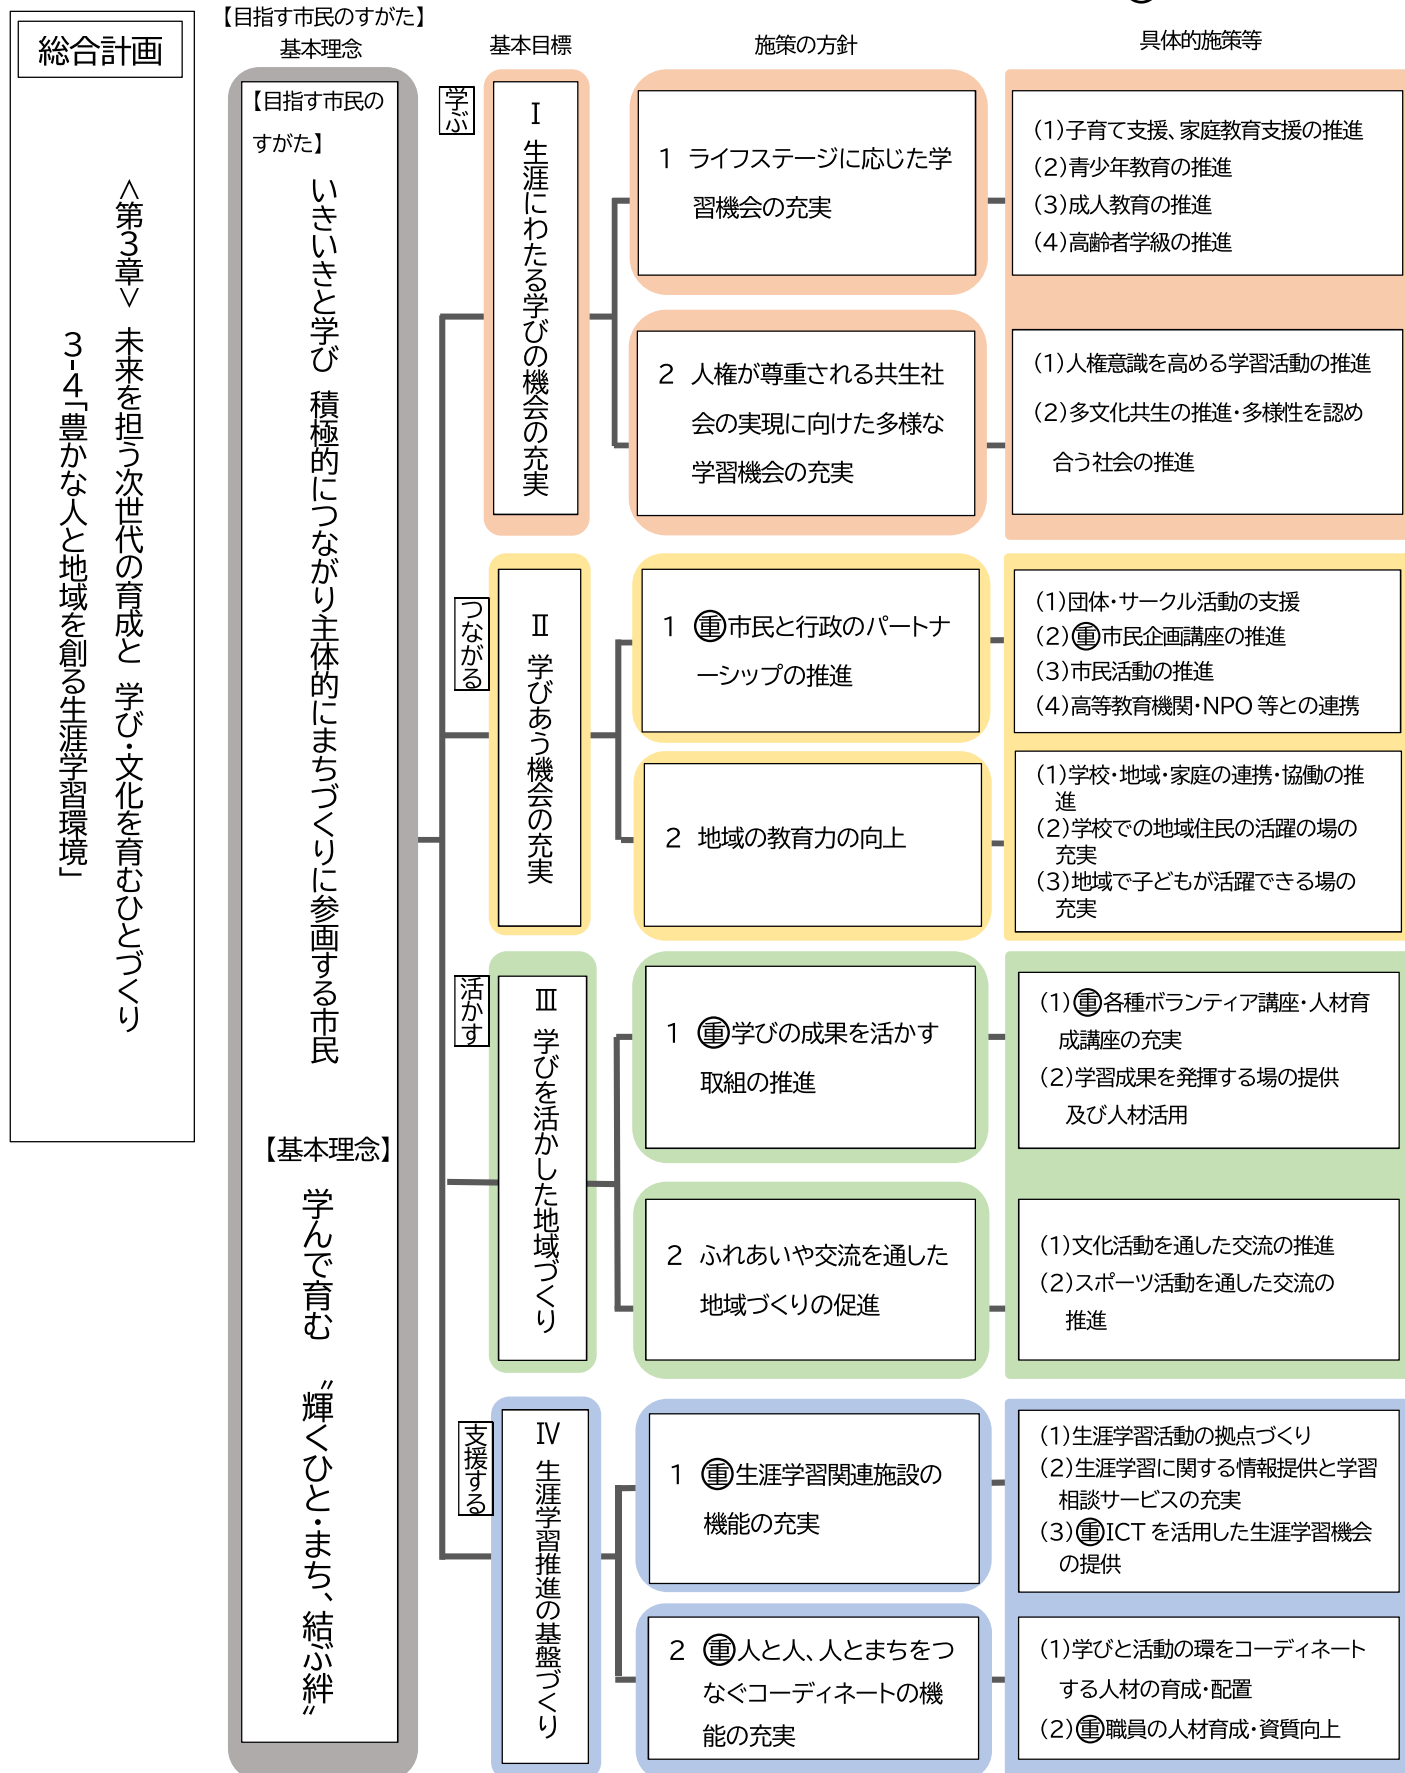 総合計画
<第3章> 未来を担う次世代の育成と 学び・文化を育むひとづくり
3-4「豊かな人と地域を創る生涯学習環境」
【目指す市民のすがた】
基本理念
【目指す市民の
すがた】
いきいきと学び 積極的につながり主体的にまちづくりに参画する市民
【基本理念】
学んで育む 〝輝くひと・まち、結ぶ絆〟
基本目標
施策の方針
具体的施策等
学ぶ
Ⅰ 生涯にわたる学びの機会の充実
1 ライフステージに応じた学
習機会の充実
(1)子育て支援、家庭教育支援の推進
(2)青少年教育の推進
(3)成人教育の推進
(4)高齢者学級の推進
2 人権が尊重される共生社
会の実現に向けた多様な
学習機会の充実
(1)人権意識を高める学習活動の推進
(2)多文化共生の推進・多様性を認め
合う社会の推進
つながる
Ⅱ 学びあう機会の充実
1 ㊥市民と行政のパートナ
ーシップの推進
(1)団体・サークル活動の支援
(2)重市民企画講座の推進
(3)市民活動の推進
(4)高等教育機関・NPO 等との連携
2 地域の教育力の向上
(1)学校・地域・家庭の連携・協働の推
進
(2)学校での地域住民の活躍の場の
充実
(3)地域で子どもが活躍できる場の
充実
活かす
Ⅲ 学びを活かした地域づくり
1 重学びの成果を活かす
取組の推進
(1)重各種ボランティア講座・人材育
成講座の充実
(2)学習成果を発揮する場の提供
及び人材活用
2 ふれあいや交流を通した
地域づくりの促進
(1)文化活動を通した交流の推進
(2)スポーツ活動を通した交流の
推進
支援する
Ⅳ 生涯学習推進の基盤づくり
1 重生涯学習関連施設の
機能の充実
(1)生涯学習活動の拠点づくり
(2)生涯学習に関する情報提供と学習
相談サービスの充実
(3)重ICT を活用した生涯学習機会
の提供
2 重人と人、人とまちをつ
なぐコーディネートの機
能の充実
(1)学びと活動の環をコーディネート
する人材の育成・配置
(2)重職員の人材育成・資質向上